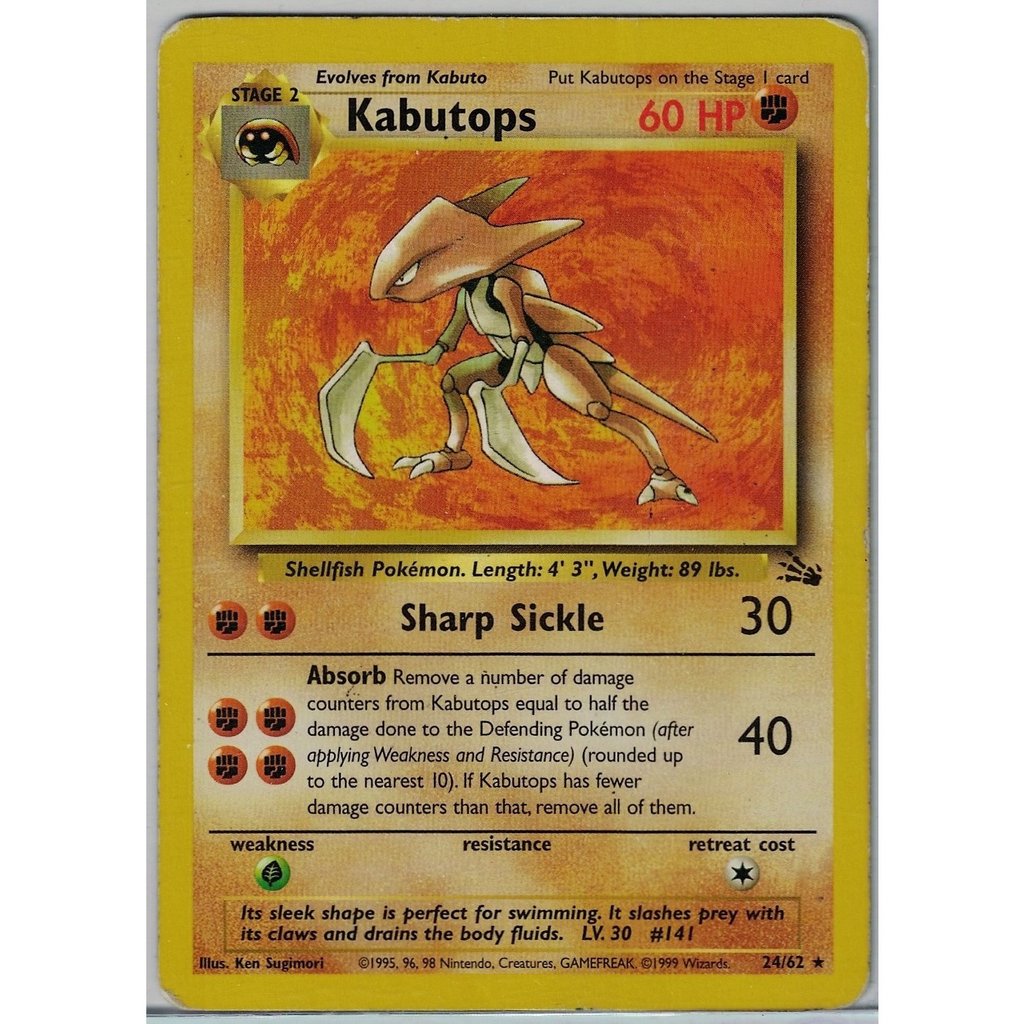 Evolves from Kabuto
Put Kabutops on the Stage 1 card
STAGE 2
Kabutops
60 HP
Shellfish Pokémon. Length: 4' 3", Weight: 89 lbs.
Sharp Sickle 30
Absorb Remove a number of damage
counters from Kabutops equal to half the
damage done to the Defending Pokémon (after
applying Weakness and Resistance) (rounded up
to the nearest 10). If Kabutops has fewer
damage counters than that, remove all of them.
40
weakness resistance retreat cost
Its sleek shape is perfect for swimming. It slashes prey with
its claws and drains the body fluids. LV. 30 #141
Illus. Ken Sugimori ©1995, 96, 98 Nintendo, Creatures, GAMEFREAK. ©1999 Wizards. 24/62 ★